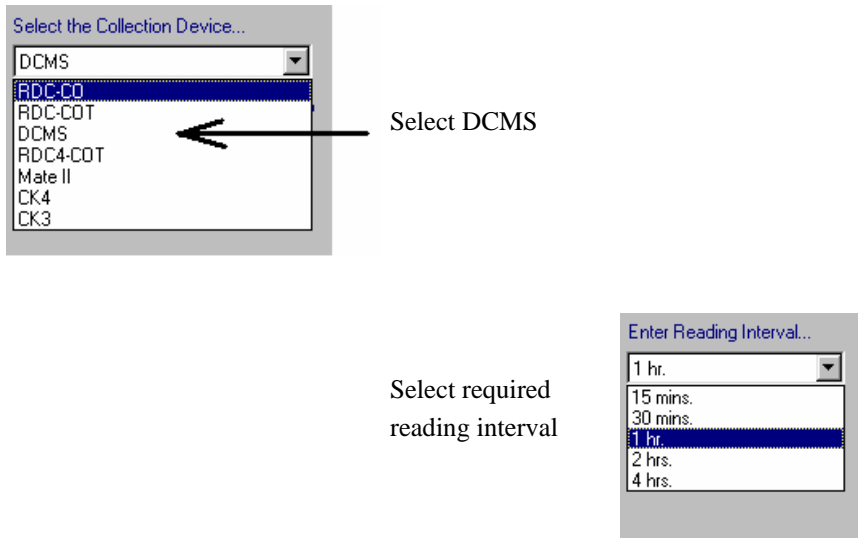 Select the Collection Device...
DCMS
RDC-CO
RDC-COT
DCMS
RDC4-COT
Mate II
CK4
CK3
Select DCMS
Enter Reading Interval...
1 hr.
15 mins.
30 mins.
1 hr.
2 hrs.
4 hrs.
Select required
reading interval